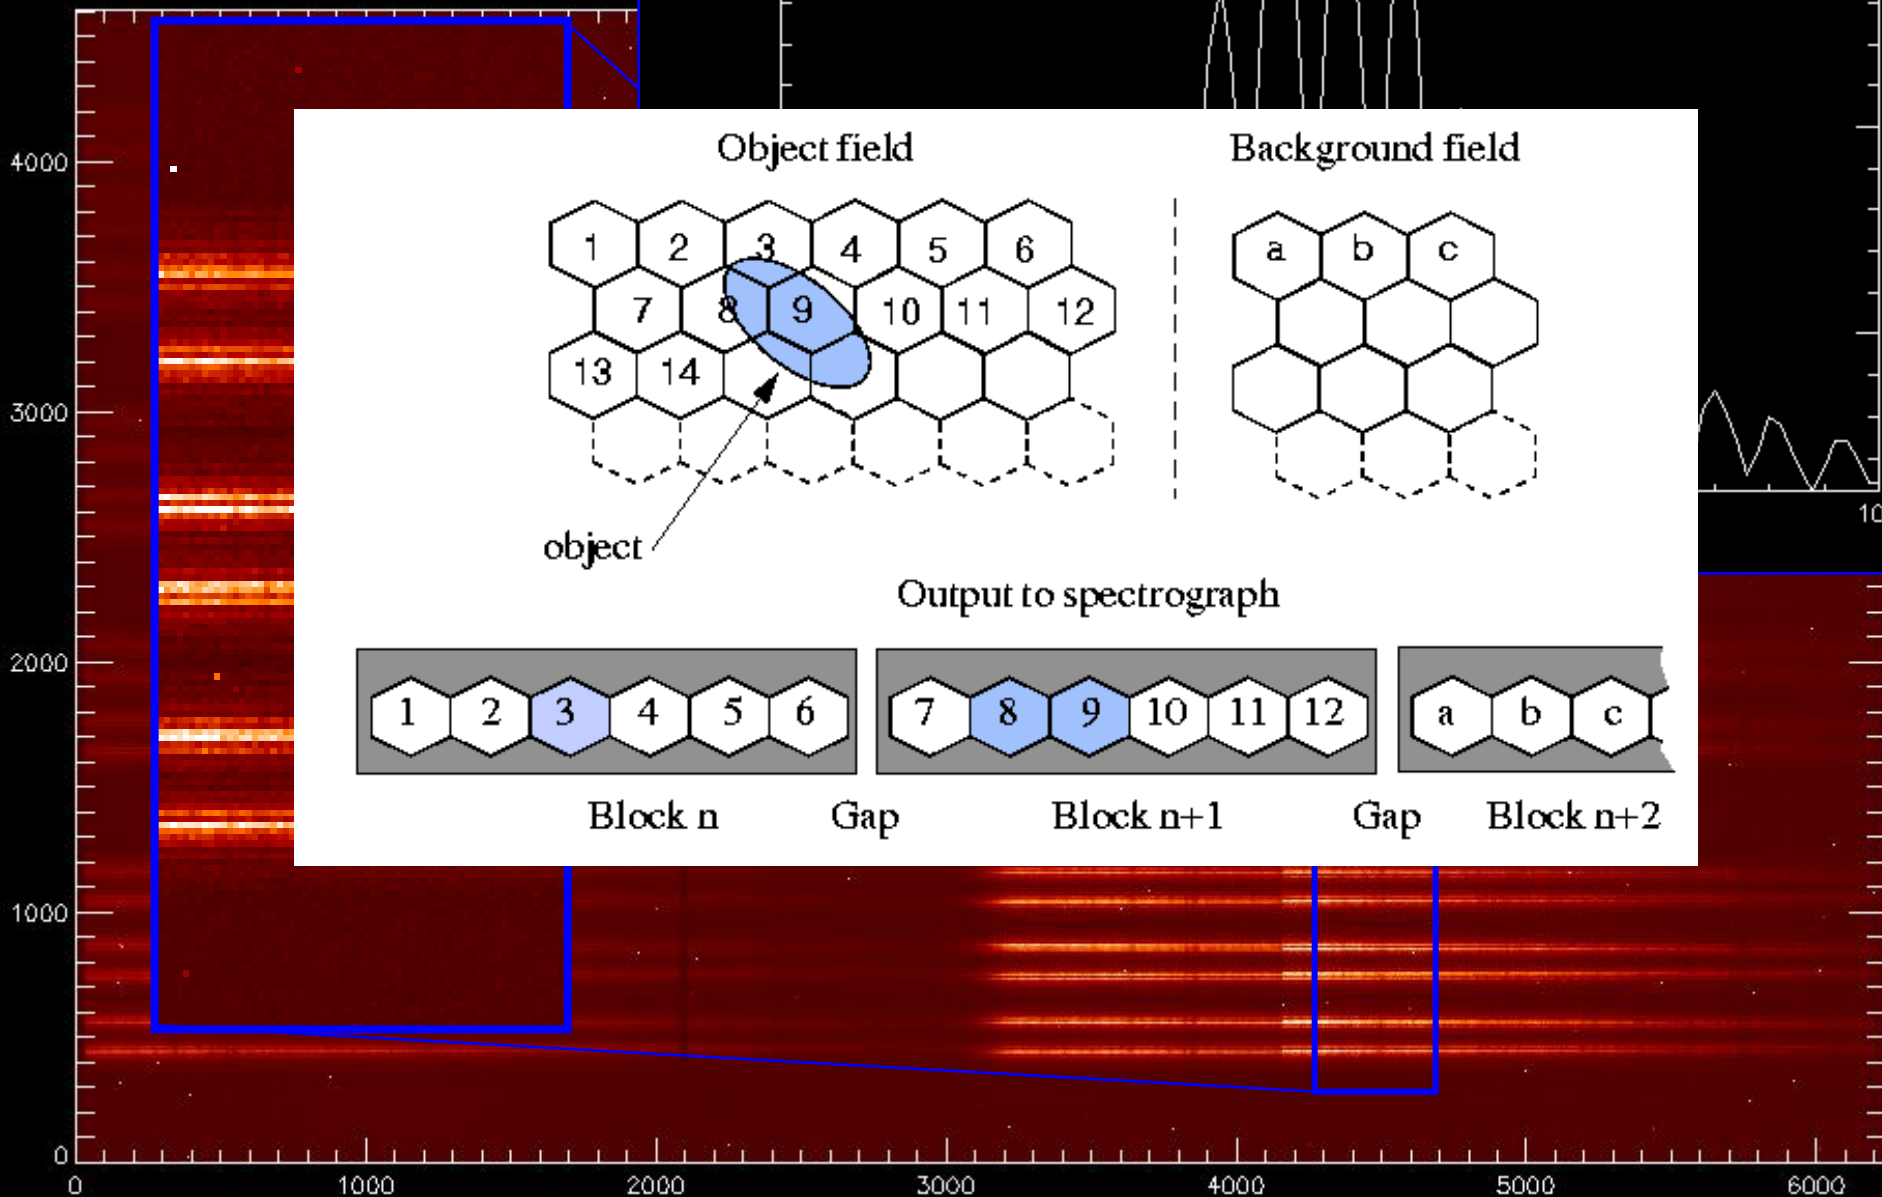 Object field
Background field
1 2 3 4 5 6
a b c
7 8 9 10 11 12
13 14
object
Output to spectrograph
1 2 3 4 5 6
7 8 9 10 11 12
a b c
Block n
Gap
Block n+1
Gap
Block n+2
4000
3000
2000
1000
0
0 1000 2000 3000 4000 5000 6000
10